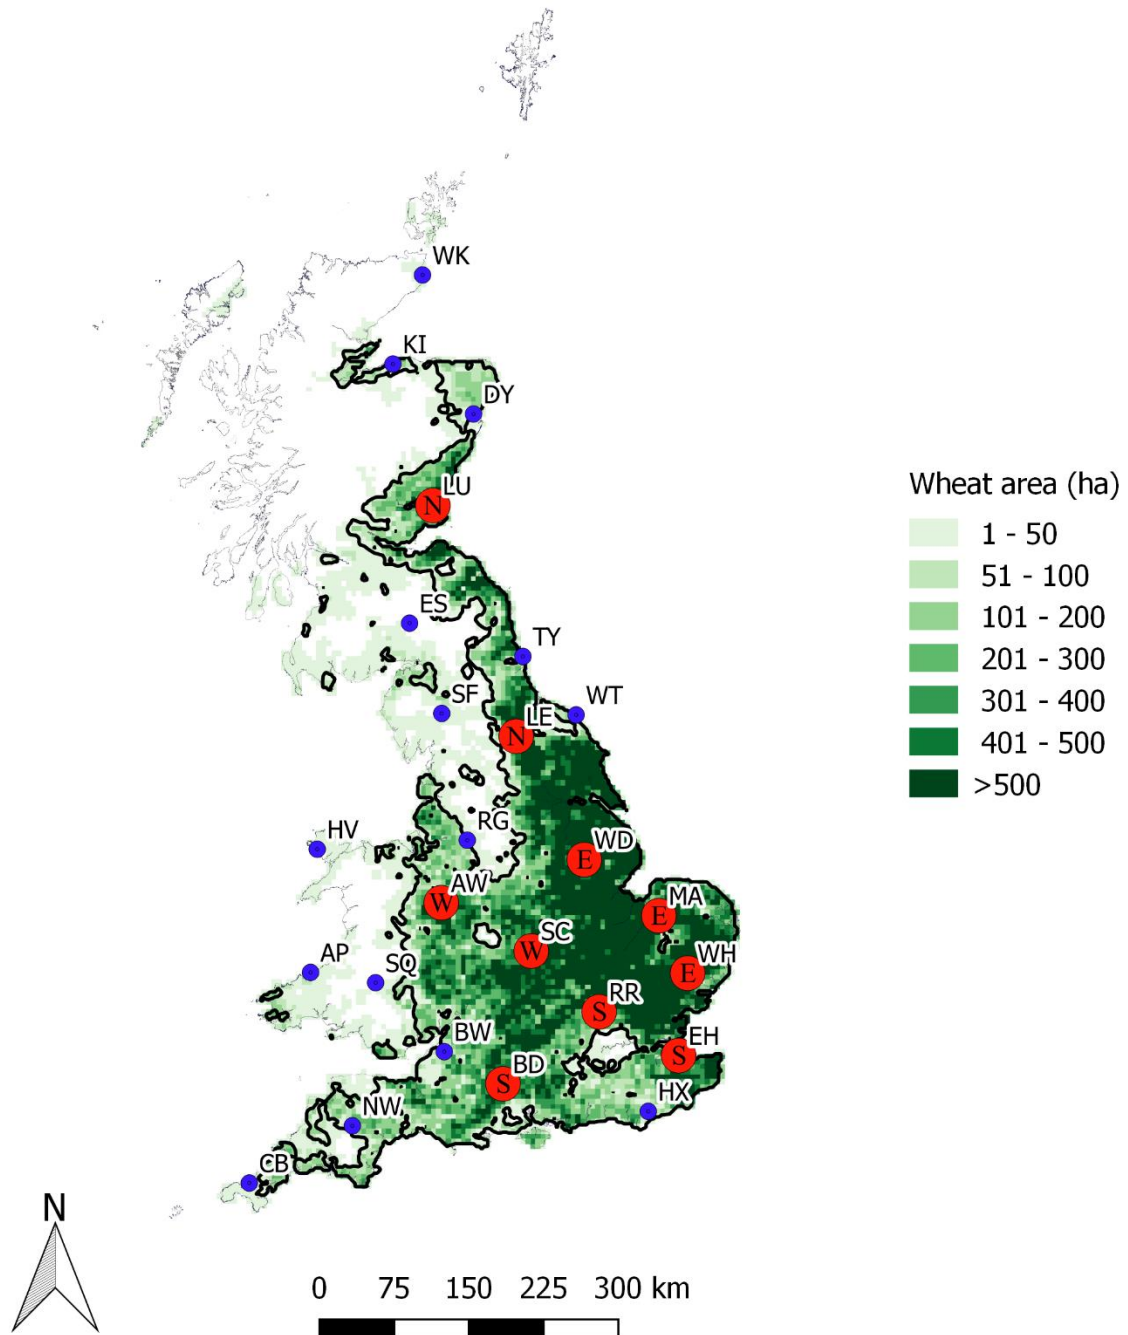 WK
KI
DY
LU
N
Wheat area (ha)
1 - 50
51 - 100
101 - 200
201 - 300
301 - 400
401 - 500
>500
ES
TY
SF
WT
LE
N
RG
HV
WD
E
AW
W
MA
E
SC
W
AP
SQ
WH
E
RR
S
BW
EH
S
BD
S
HX
NW
CB
N
0 75 150 225 300 km